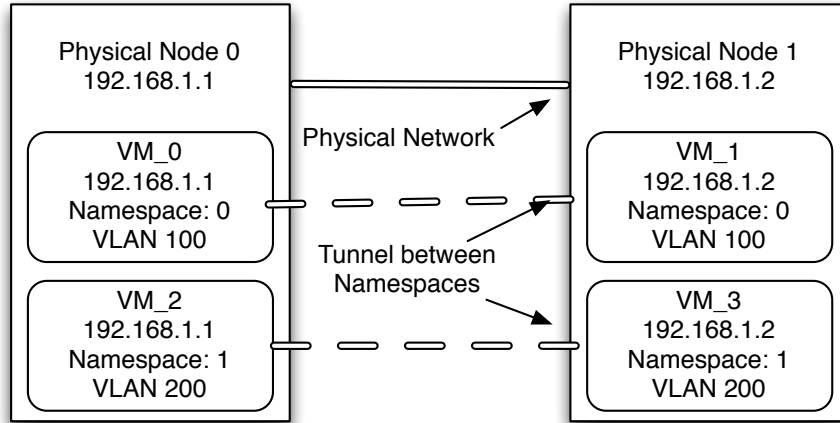 Physical Node 0
192.168.1.1
VM_0
192.168.1.1
Namespace: 0
VLAN 100
VM_2
192.168.1.1
Namespace: 1
VLAN 200
Physical Network
Tunnel between
Namespaces
Physical Node 1
192.168.1.2
VM_1
192.168.1.2
Namespace: 0
VLAN 100
VM_3
192.168.1.2
Namespace: 1
VLAN 200